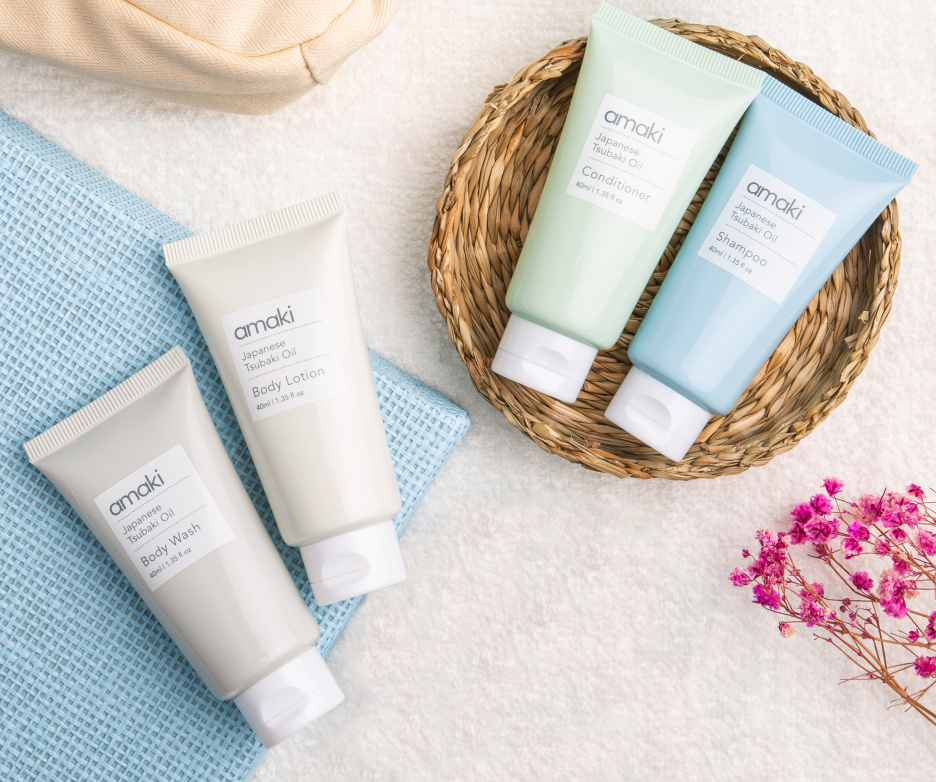 amaki
Japanese
Tsubaki Oil
Conditioner
40ml | 1.35 fl oz
amaki
Japanese
Tsubaki Oil
Shampoo
40ml | 1.35 fl oz
amaki
Japanese
Tsubaki Oil
Body Lotion
40ml | 1.35 fl oz
amaki
Japanese
Tsubaki Oil
Body Wash
40ml | 1.35 fl oz